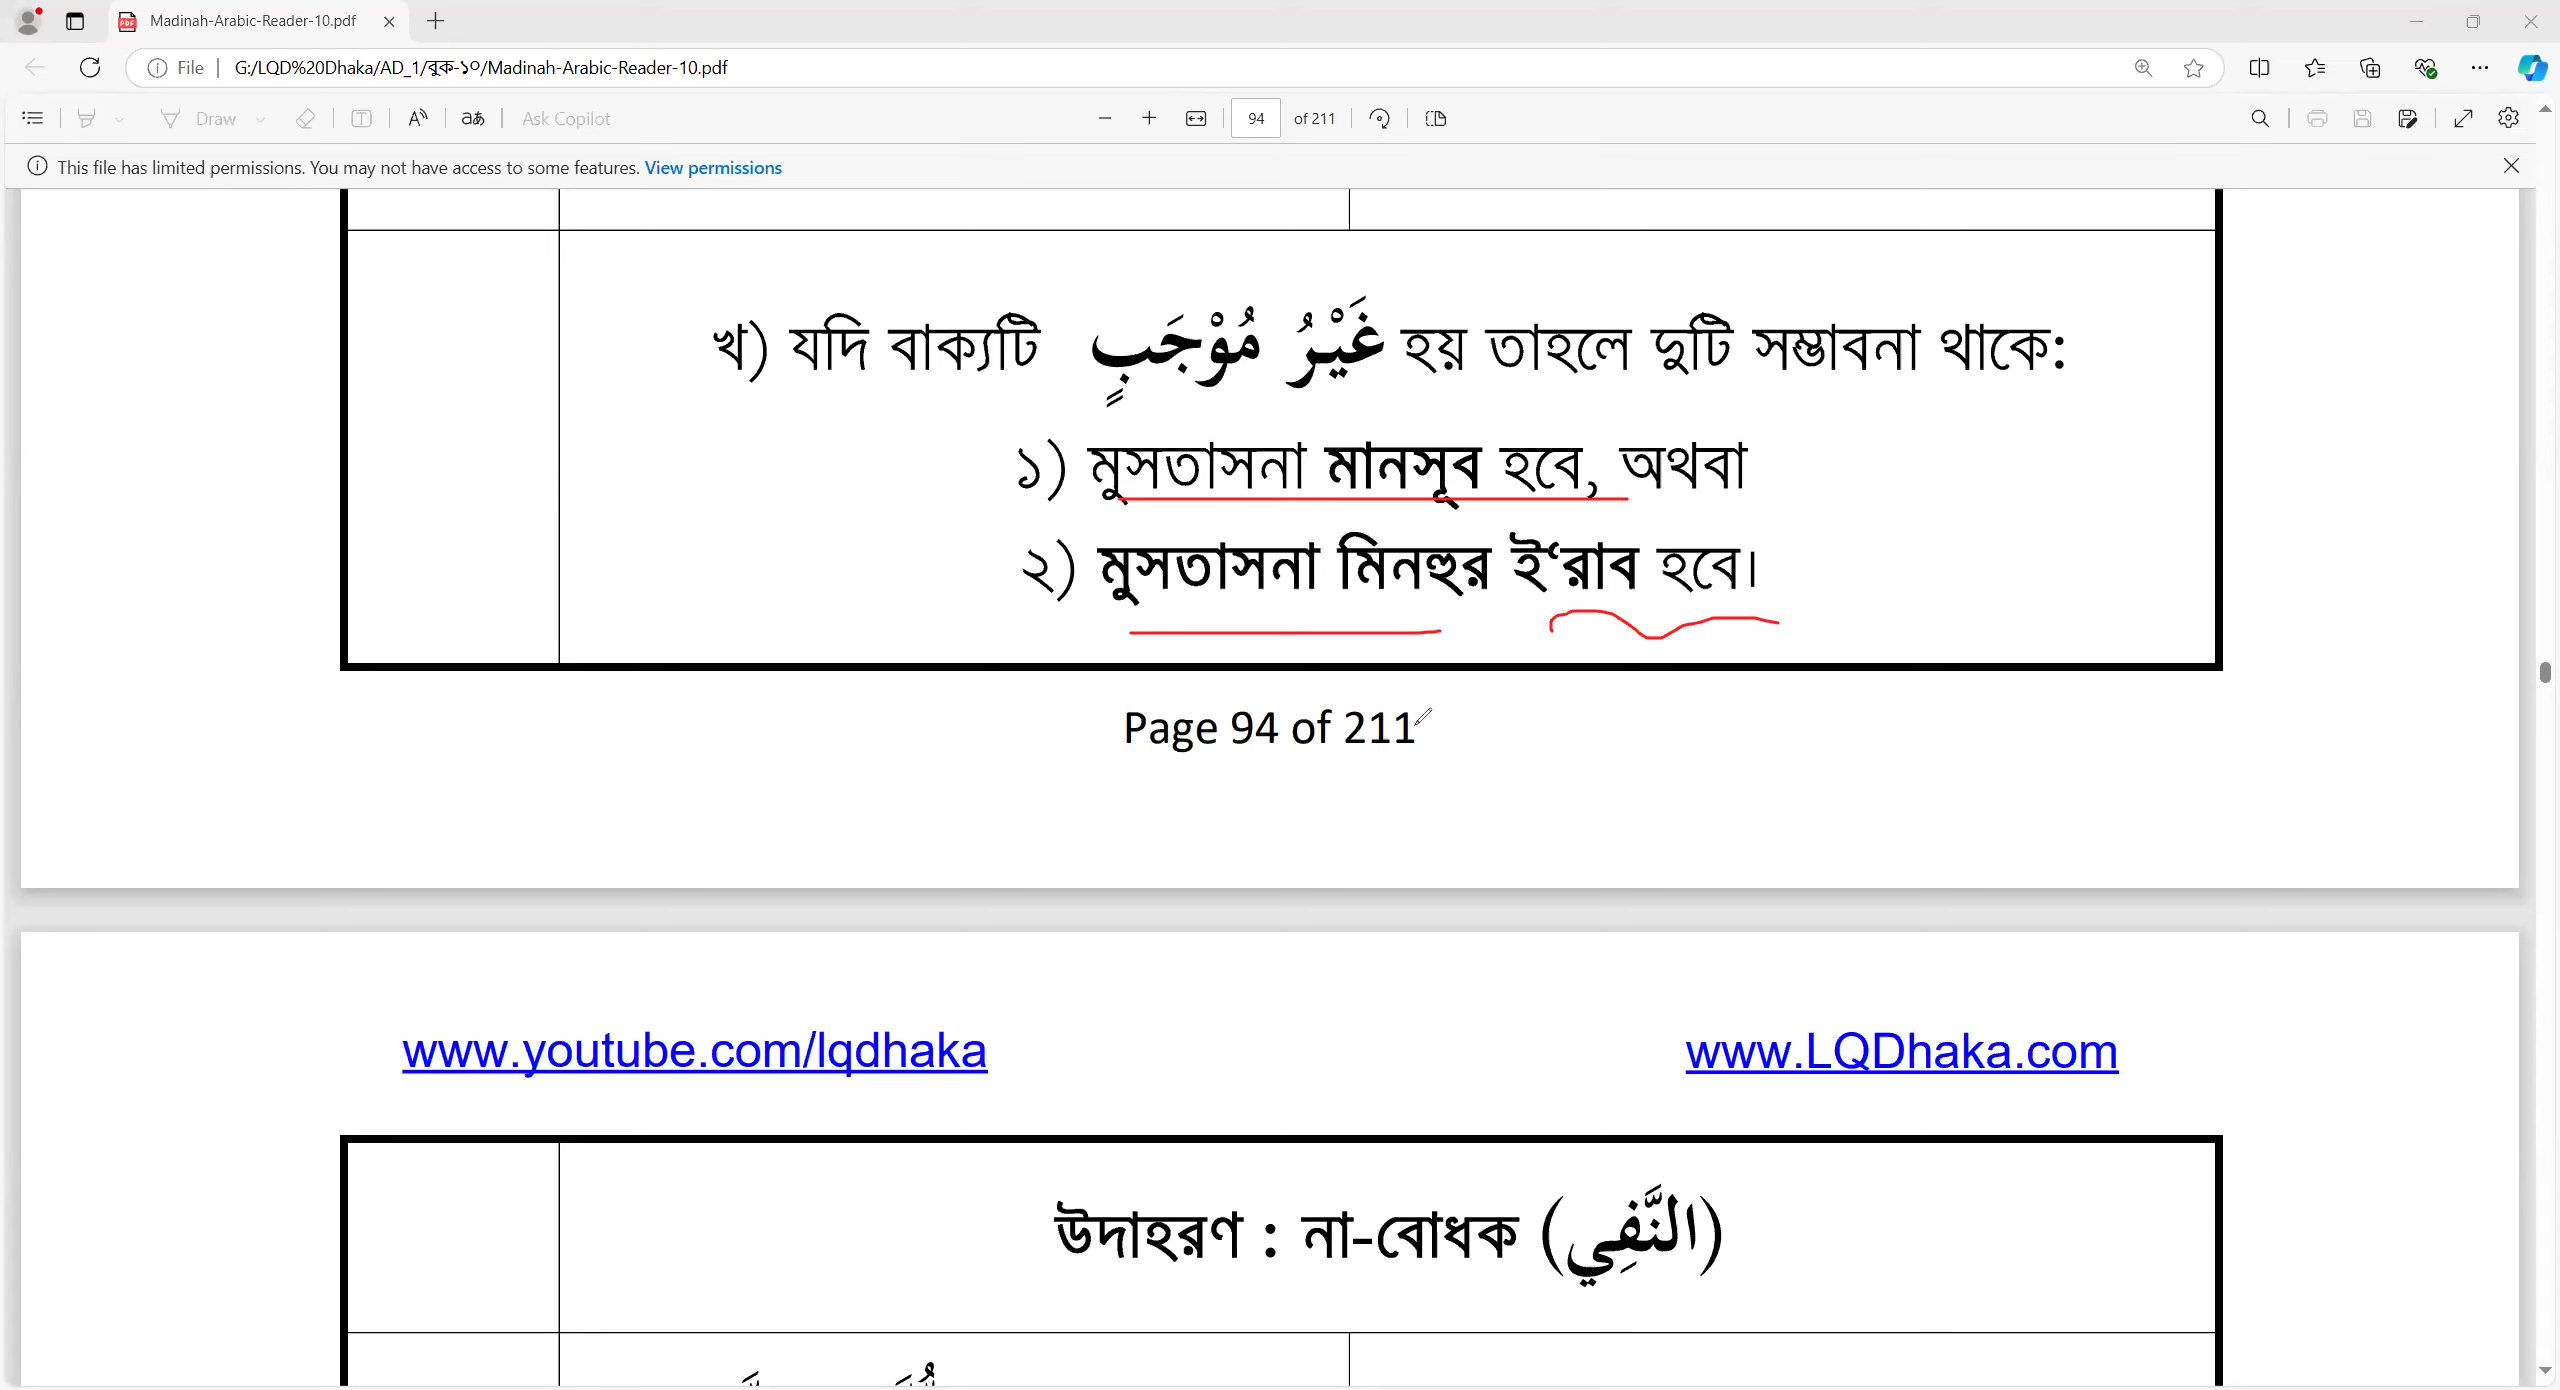 Madinah-Arabic-Reader-10.pdf
File | G:/LQD%20Dhaka/AD_1/বুক-১০/Madinah-Arabic-Reader-10.pdf
Draw
aあ
Ask Copilot
94 of 211
This file has limited permissions. You may not have access to some features. View permissions
খ) যদি বাক্যটি غَيْرُ مُوْجَبٍ হয় তাহলে দুটি সম্ভাবনা থাকে:
১) মুসতাসনা মানসূব হবে, অথবা
২) মুসতাসনা মিনহুর ই‘রাব হবে।
Page 94 of 211
www.youtube.com/lqdhaka
www.LQDhaka.com
উদাহরণ : না-বোধক (النَّفِي)